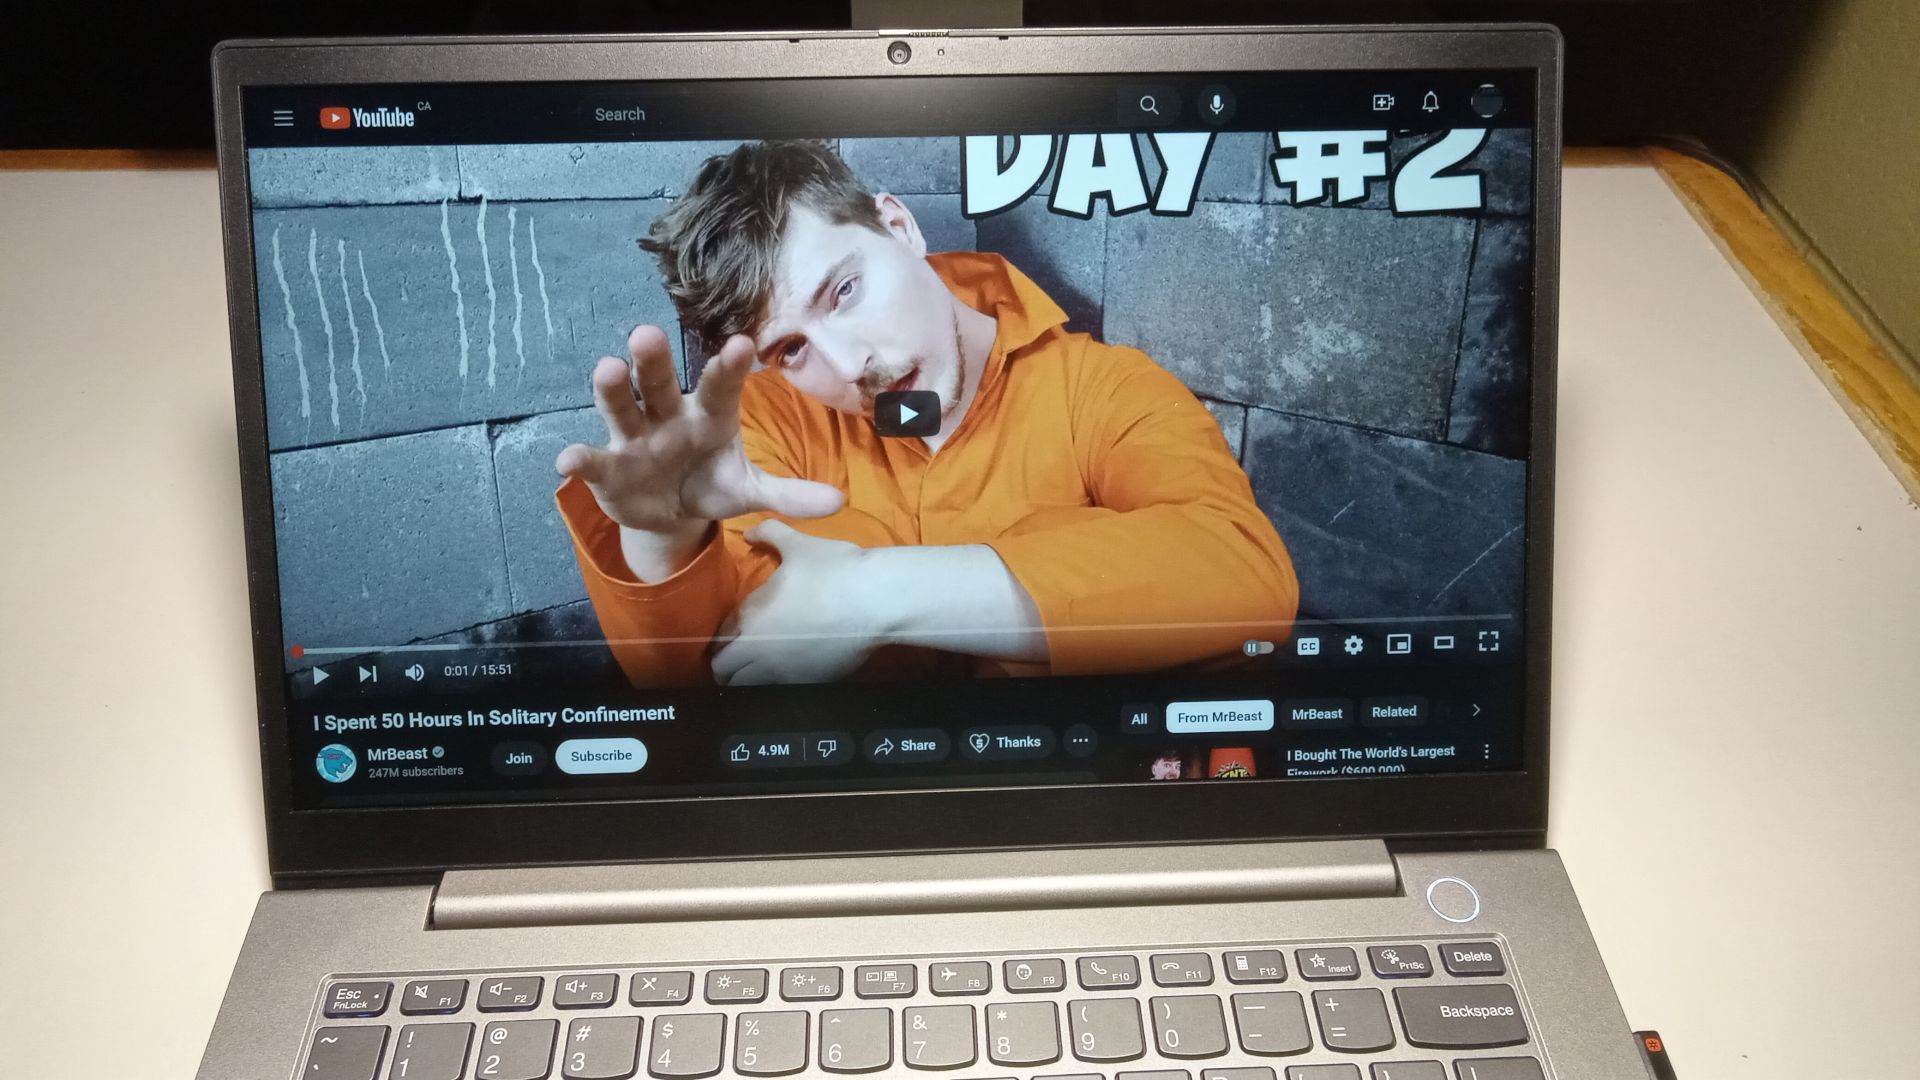 YouTube CA
Search
DAY #2
0:01 / 15:51
CC
I Spent 50 Hours In Solitary Confinement
MrBeast
247M subscribers
Join
Subscribe
4.9M
Share
Thanks
All
From MrBeast
MrBeast
Related
I Bought The World's Largest
Firework ($600,000)
TNT
Esc
FnLock
F1
F2
F3
F4
F5
F6
F7
F8
F9
F10
F11
F12
Insert
PrtSc
Delete
~
! 1
@ 2
# 3
$ 4
% 5
^ 6
& 7
* 8
( 9
) 0
— -
+ =
Backspace